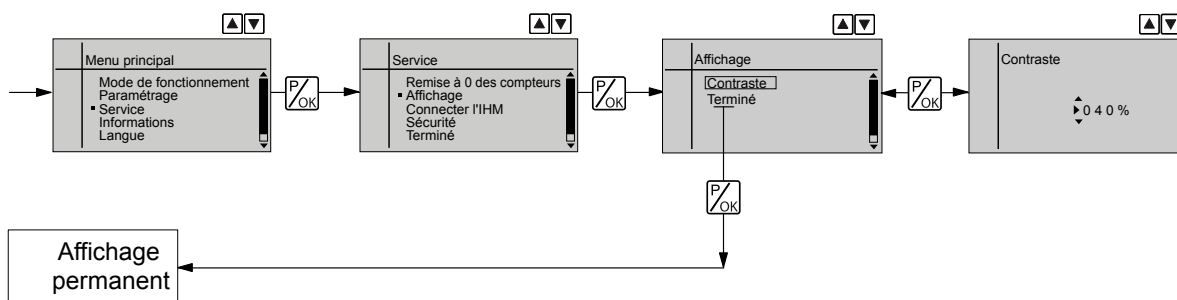 Menu principal
Mode de fonctionnement
Paramétrage
Service
Informations
Langue
P/OK
Service
Remise à 0 des compteurs
Affichage
Connecter l'IHM
Sécurité
Terminé
P/OK
Affichage
Contraste
Terminé
P/OK
Contraste
0 4 0 %
P/OK
Affichage
permanent